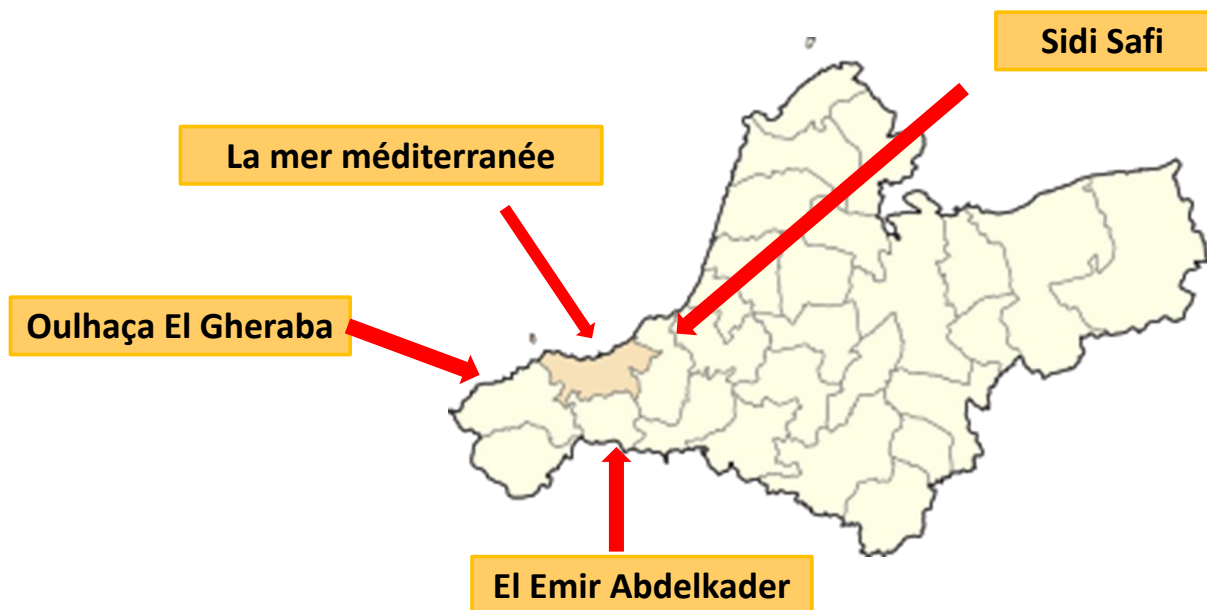 Sidi Safi
La mer méditerranée
Oulhaça El Gheraba
El Emir Abdelkader